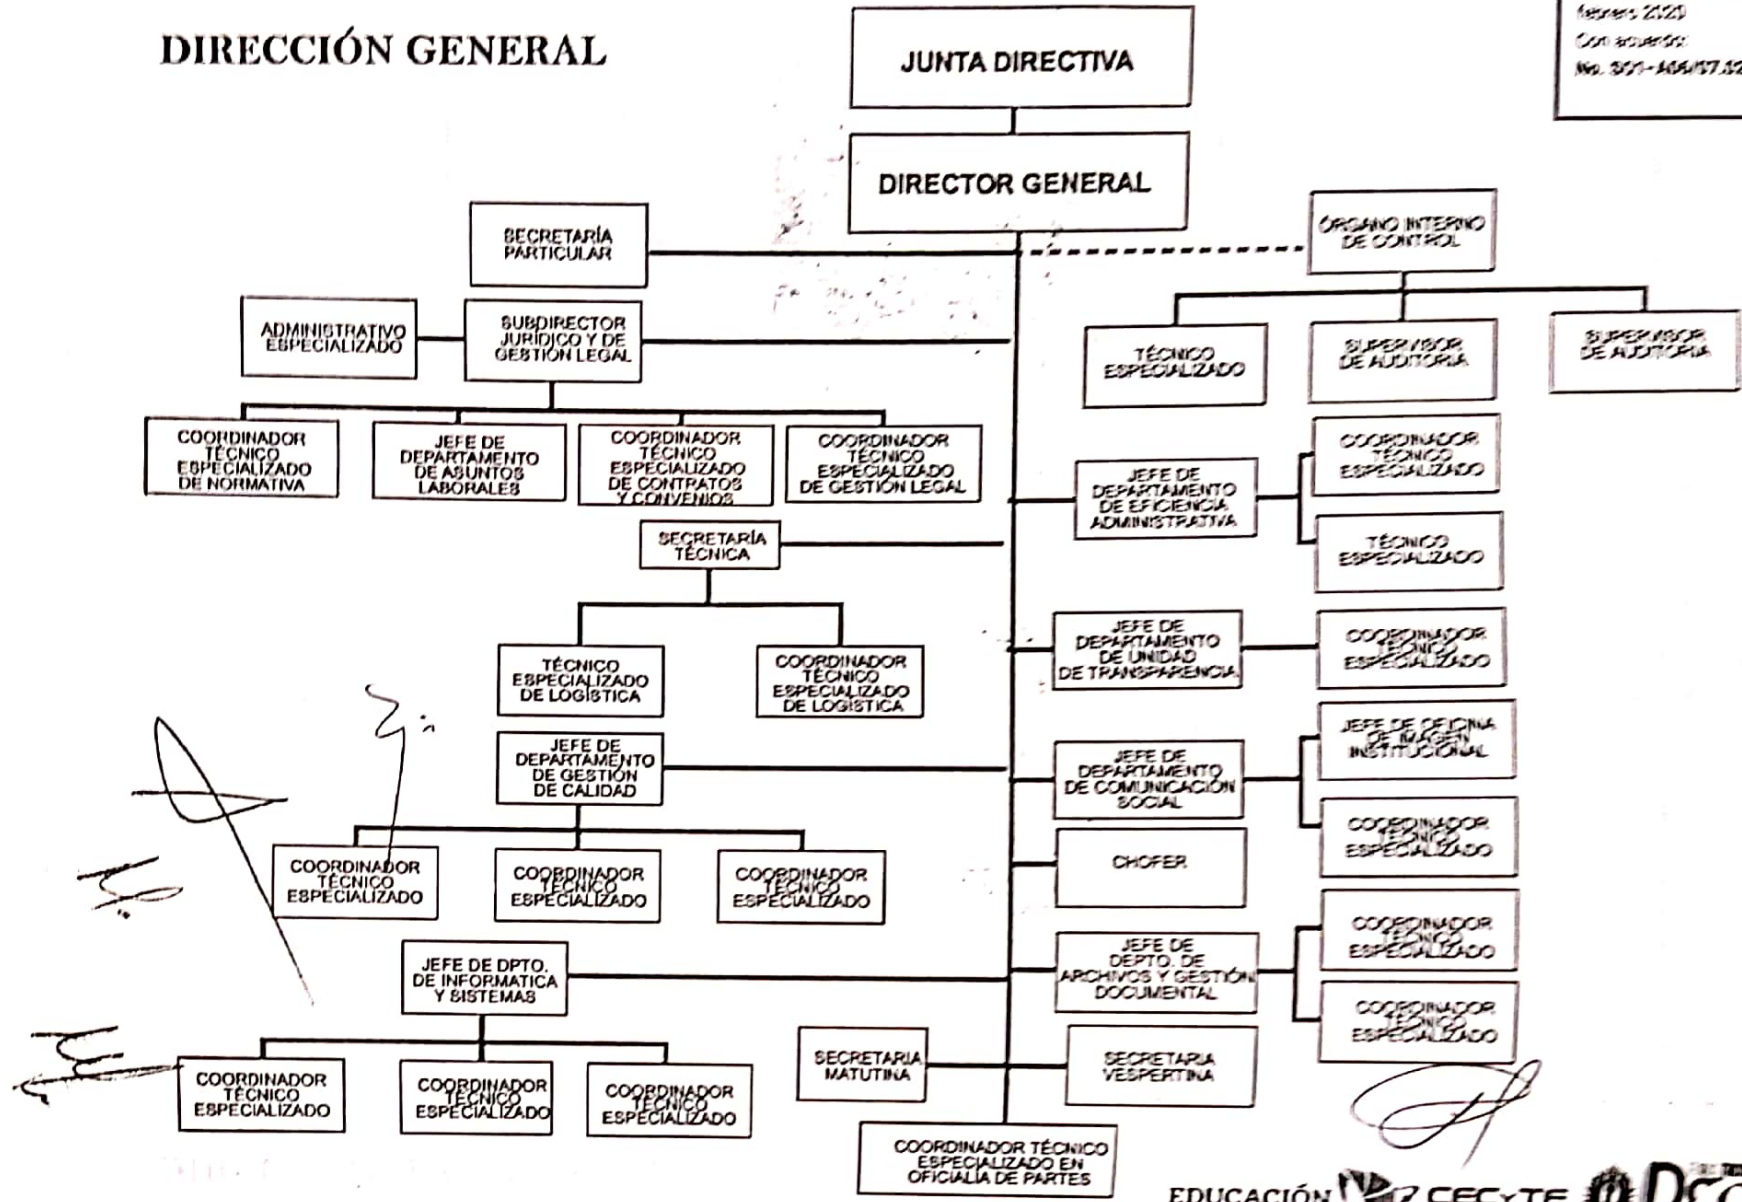 DIRECCIÓN GENERAL
febrero 2020
Con acuerdo:
JUNTA DIRECTIVA
DIRECTOR GENERAL
SECRETARÍA
PARTICULAR
ÓRGANO INTERNO
DE CONTROL
ADMINISTRATIVO
ESPECIALIZADO
SUBDIRECTOR
JURÍDICO Y DE
GESTIÓN LEGAL
TÉCNICO
ESPECIALIZADO
SUPERVISOR
DE AUDITORIA
SUPERVISOR
DE AUDITORIA
COORDINADOR
TÉCNICO
ESPECIALIZADO
DE NORMATIVA
JEFE DE
DEPARTAMENTO
DE ASUNTOS
LABORALES
COORDINADOR
TÉCNICO
ESPECIALIZADO
DE CONTRATOS
Y CONVENIOS
COORDINADOR
TÉCNICO
ESPECIALIZADO
DE GESTIÓN LEGAL
JEFE DE
DEPARTAMENTO
DE EFICIENCIA
ADMINISTRATIVA
COORDINADOR
TÉCNICO
ESPECIALIZADO
TÉCNICO
ESPECIALIZADO
SECRETARÍA
TÉCNICA
TÉCNICO
ESPECIALIZADO
DE LOGÍSTICA
COORDINADOR
TÉCNICO
ESPECIALIZADO
DE LOGÍSTICA
JEFE DE
DEPARTAMENTO
DE UNIDAD
DE TRANSPARENCIA
COORDINADOR
TÉCNICO
ESPECIALIZADO
JEFE DE
DEPARTAMENTO
DE GESTIÓN
DE CALIDAD
JEFE DE
DEPARTAMENTO
DE COMUNICACIÓN
SOCIAL
JEFE DE OFICINA
DE IMAGEN
INSTITUCIONAL
COORDINADOR
TÉCNICO
ESPECIALIZADO
COORDINADOR
TÉCNICO
ESPECIALIZADO
COORDINADOR
TÉCNICO
ESPECIALIZADO
COORDINADOR
TÉCNICO
ESPECIALIZADO
CHOFER
JEFE DE DPTO.
DE INFORMATICA
Y SISTEMAS
JEFE DE
DEPTO. DE
ARCHIVOS Y GESTIÓN
DOCUMENTAL
COORDINADOR
TÉCNICO
ESPECIALIZADO
COORDINADOR
TÉCNICO
ESPECIALIZADO
COORDINADOR
TÉCNICO
ESPECIALIZADO
COORDINADOR
TÉCNICO
ESPECIALIZADO
COORDINADOR
TÉCNICO
ESPECIALIZADO
SECRETARIA
MATUTINA
SECRETARIA
VESPERTINA
COORDINADOR TÉCNICO
ESPECIALIZADO EN
OFICIALÍA DE PARTES
EDUCACIÓN CECyTE